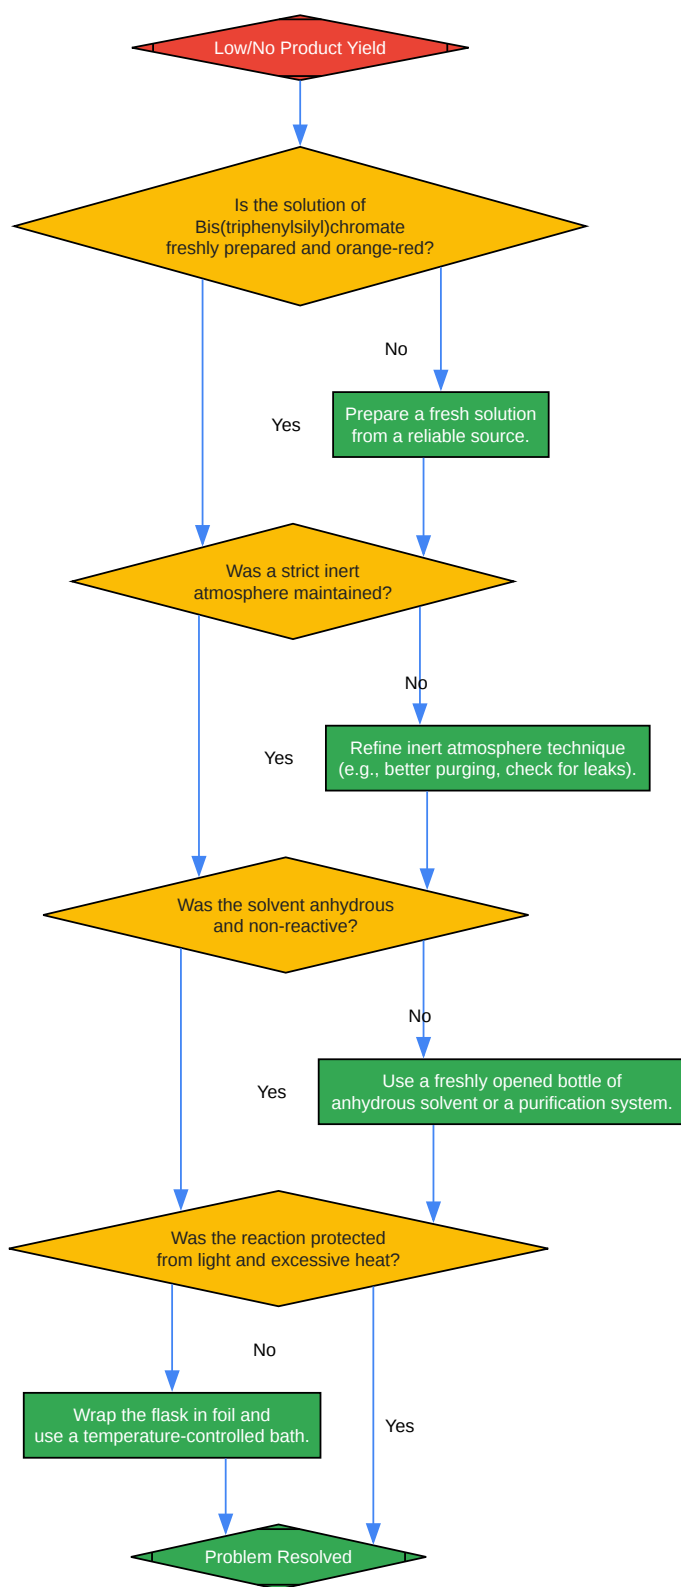 Low/No Product Yield
Is the solution of
Bis(triphenylsilyl)chromate
freshly prepared and orange-red?
No
Yes
Prepare a fresh solution
from a reliable source.
Was a strict inert
atmosphere maintained?
No
Yes
Refine inert atmosphere technique
(e.g., better purging, check for leaks).
Was the solvent anhydrous
and non-reactive?
No
Yes
Use a freshly opened bottle of
anhydrous solvent or a purification system.
Was the reaction protected
from light and excessive heat?
No
Wrap the flask in foil and
use a temperature-controlled bath.
Yes
Problem Resolved